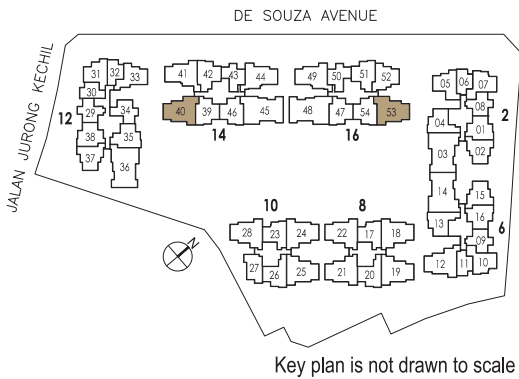 DE SOUZA AVENUE
JALAN JURONG KECHIL
31 32 33
30
29 34
12
38 35
37 36
41 42 43 44
40 39 46 45
14
49 50 51 52
48 47 54 53
16
05 06 07
08
2
04 01
03 02
14 15
13 16
6
09
12 11 10
10
28 23 24
27 26 25
8
22 17 18
21 20 19
N
Key plan is not drawn to scale